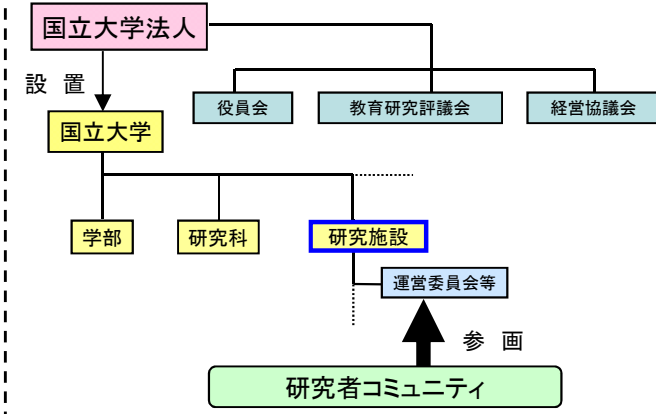 国立大学法人
設 置
役員会
教育研究評議会
経営協議会
国立大学
学部
研究科
研究施設
運営委員会等
参 画
研究者コミュニティ